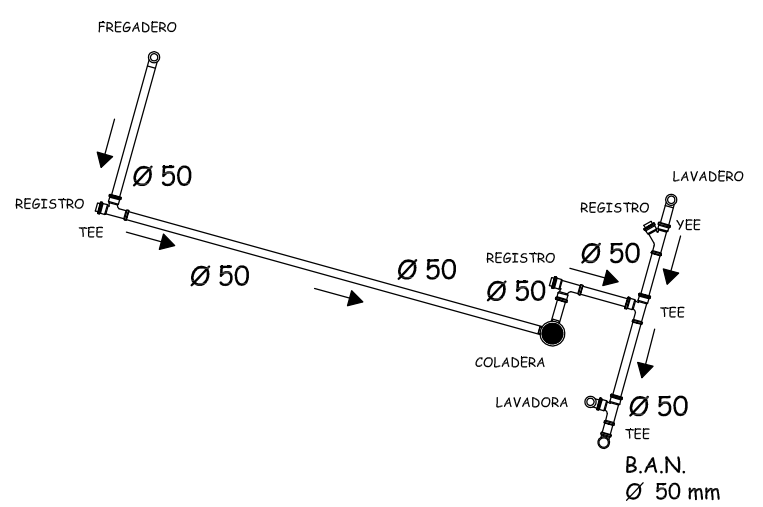 FREGADERO
Ø 50
LAVADERO
REGISTRO
REGISTRO
YEE
TEE
Ø 50
REGISTRO
Ø 50
Ø 50
Ø 50
TEE
COLADERA
LAVADORA
Ø 50
TEE
B.A.N.
Ø 50 mm